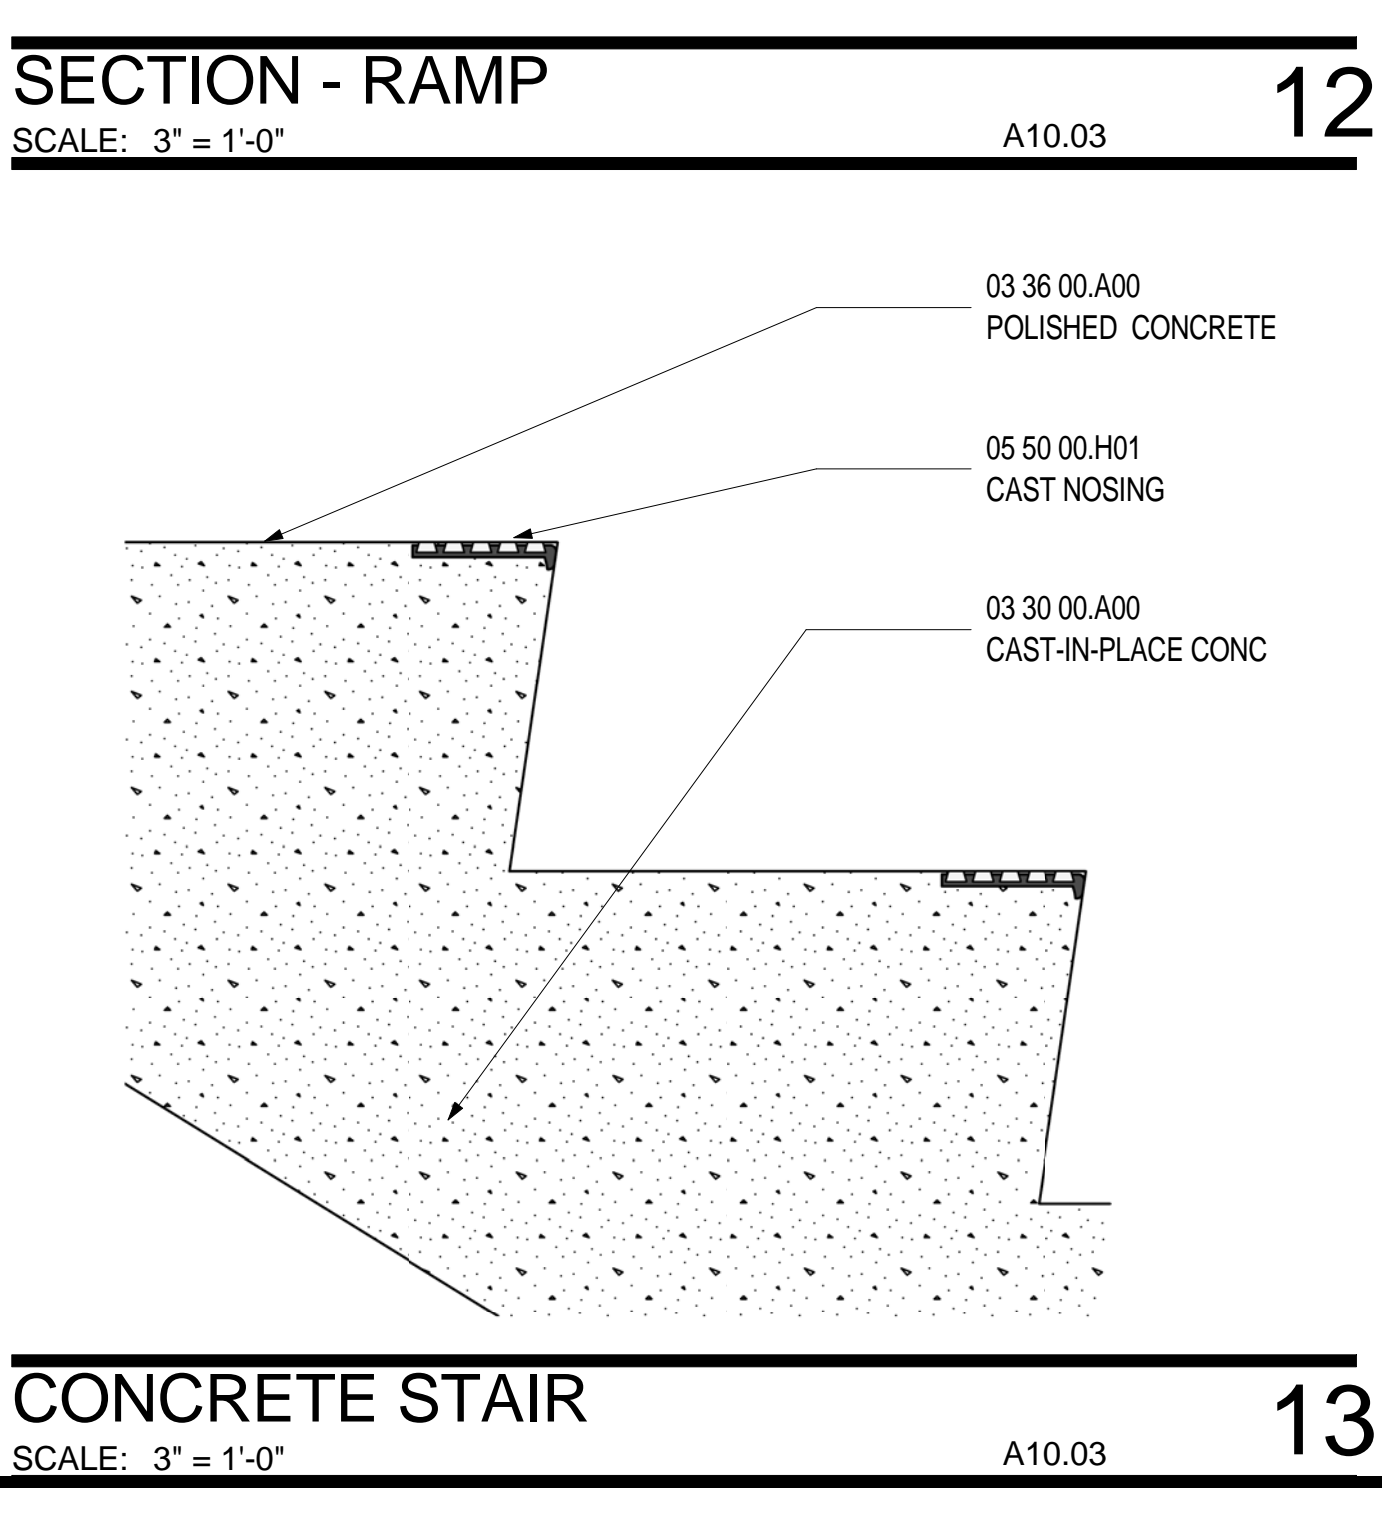 SECTION - RAMP
SCALE: 3" = 1'-0"
A10.03
12
03 36 00.A00
POLISHED CONCRETE
05 50 00.H01
CAST NOSING
03 30 00.A00
CAST-IN-PLACE CONC
CONCRETE STAIR
SCALE: 3" = 1'-0"
A10.03
13